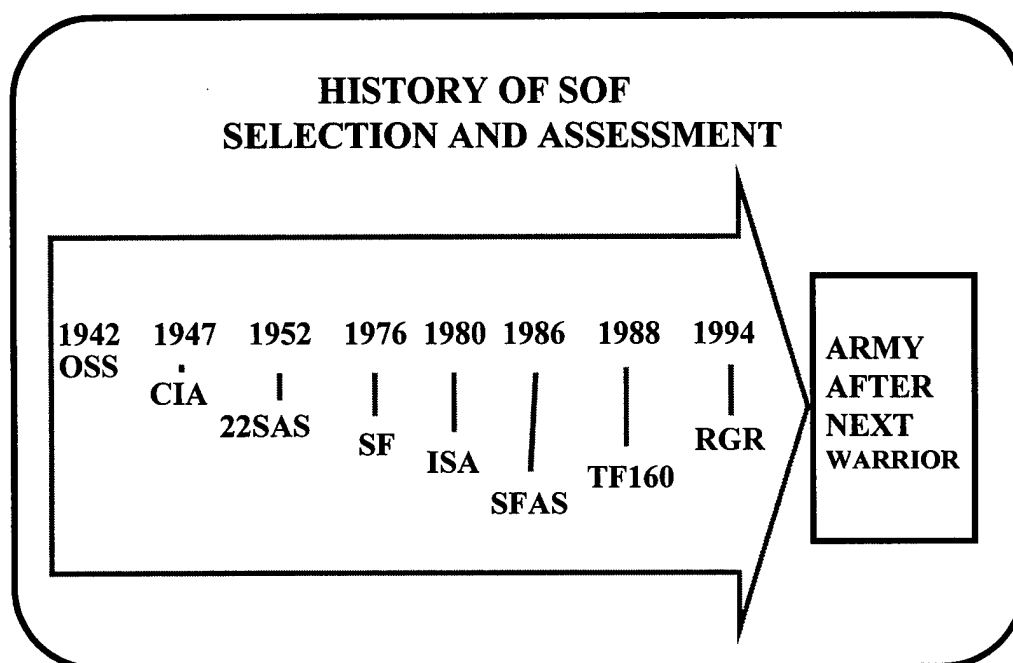 HISTORY OF SOF
SELECTION AND ASSESSMENT
1942 1947 1952 1976 1980 1986 1988 1994
OSS
CIA
22SAS
SF
ISA
SFAS
TF160
RGR
ARMY
AFTER
NEXT
WARRIOR